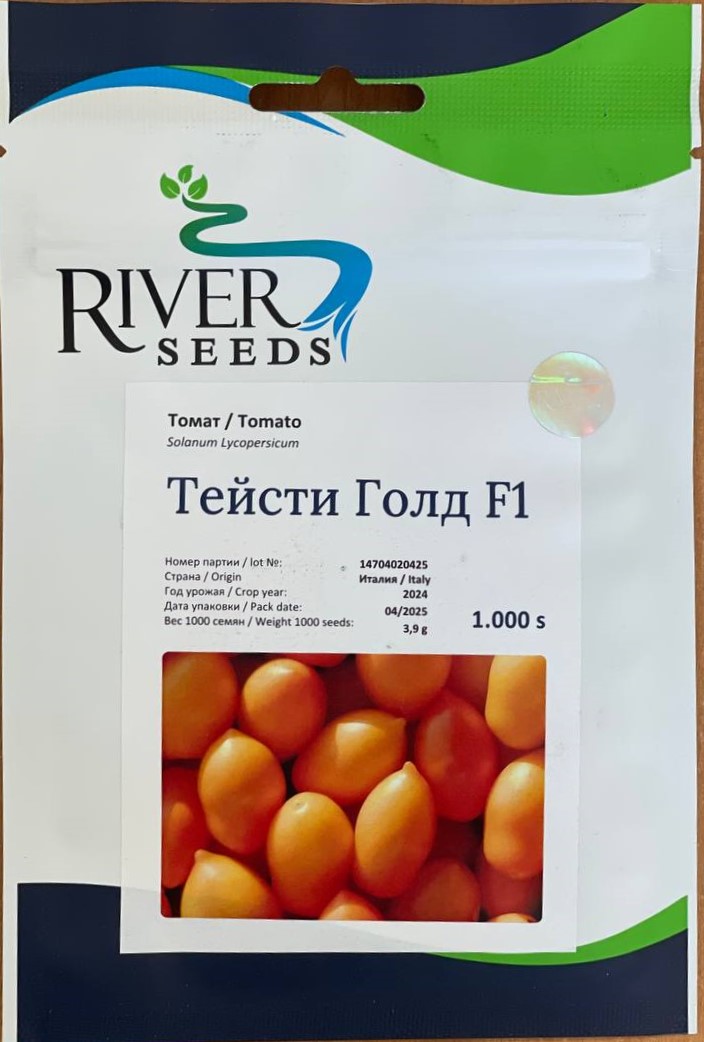 RIVER
SEEDS
Томат / Tomato
Solanum Lycopersicum
Тейсти Голд F1
Номер партии / lot №: 14704020425
Страна / Origin Италия / Italy
Год урожая / Crop year: 2024
Дата упаковки / Pack date: 04/2025
Вес 1000 семян / Weight 1000 seeds: 3,9 g
1.000 s